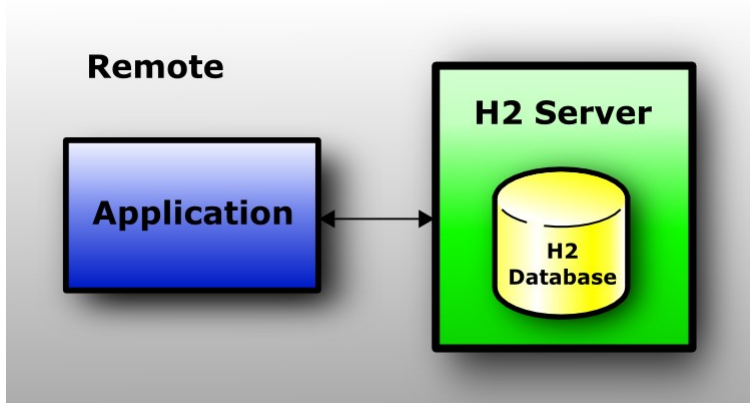 Remote
H2 Server
Application
H2
Database